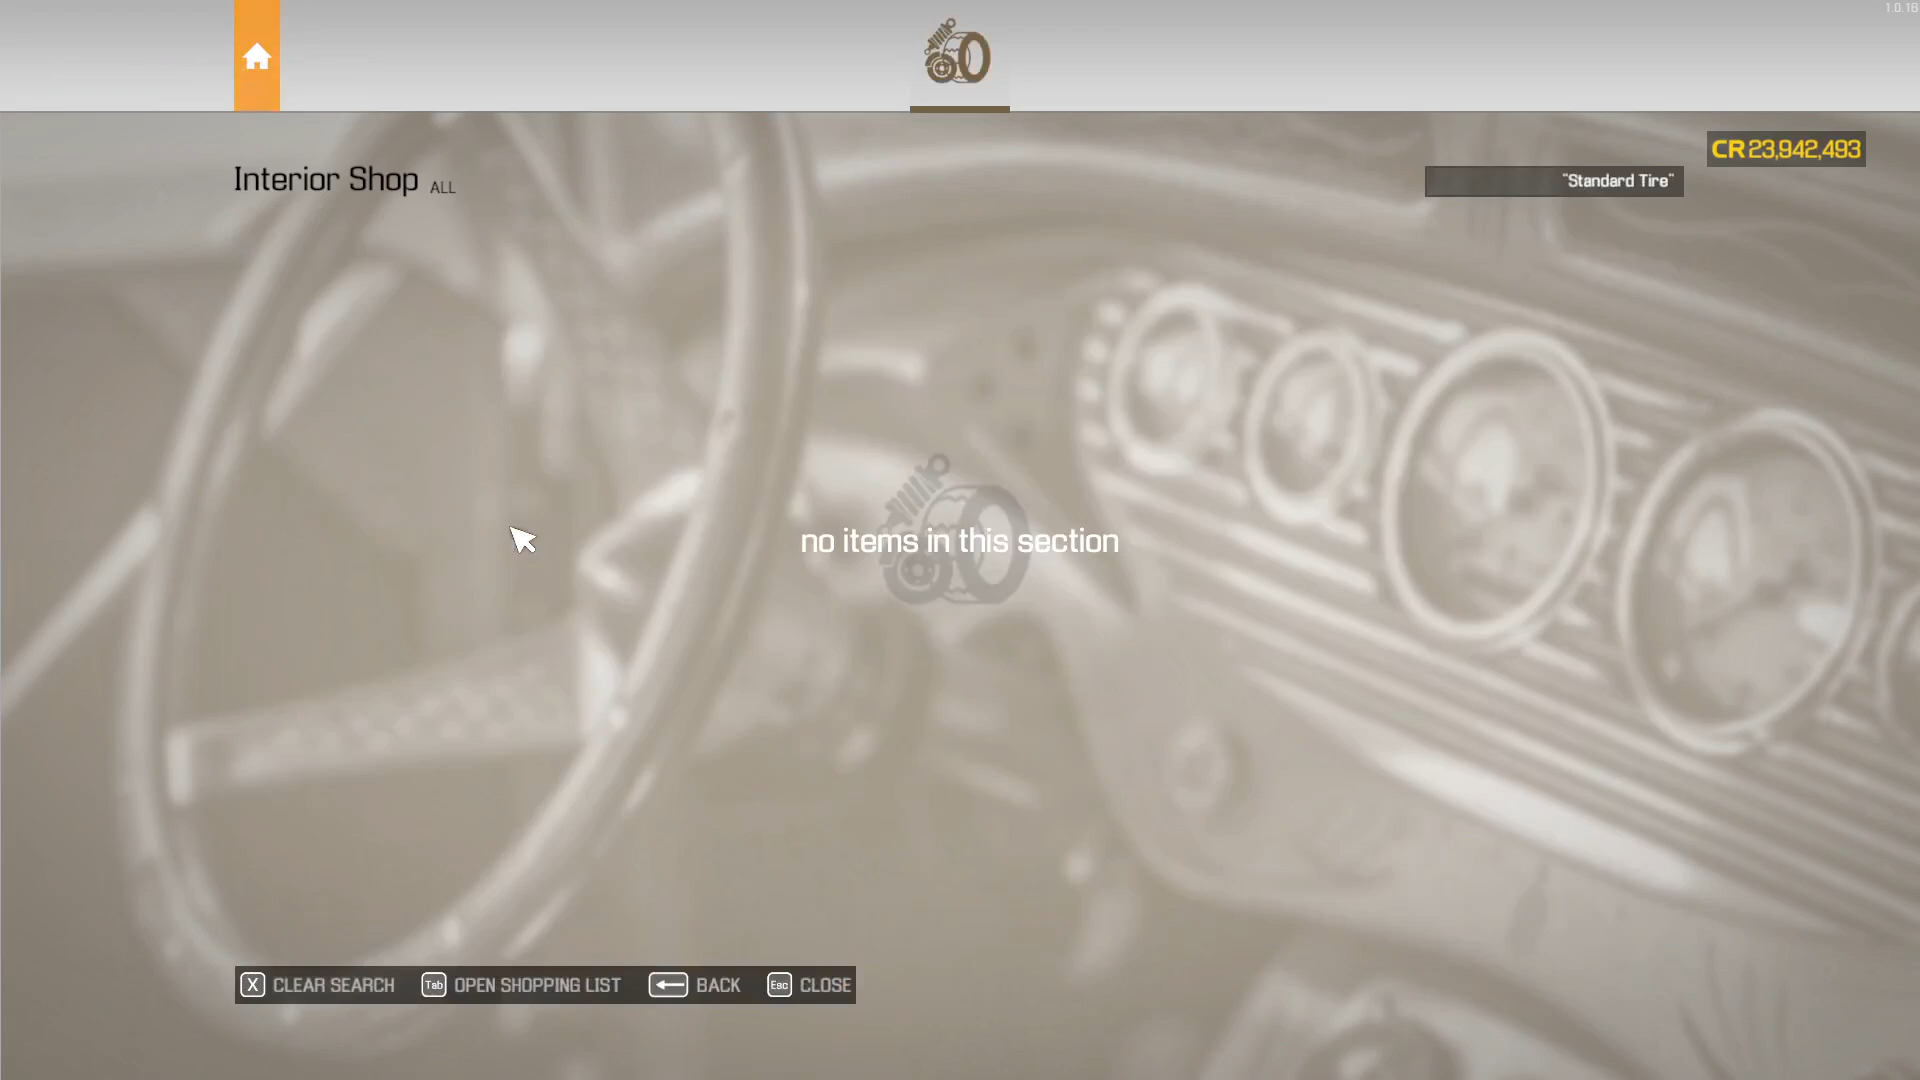 1.0.16
CR 23,942,493
Interior Shop ALL
"Standard Tire"
no items in this section
X CLEAR SEARCH Tab OPEN SHOPPING LIST BACK Esc CLOSE